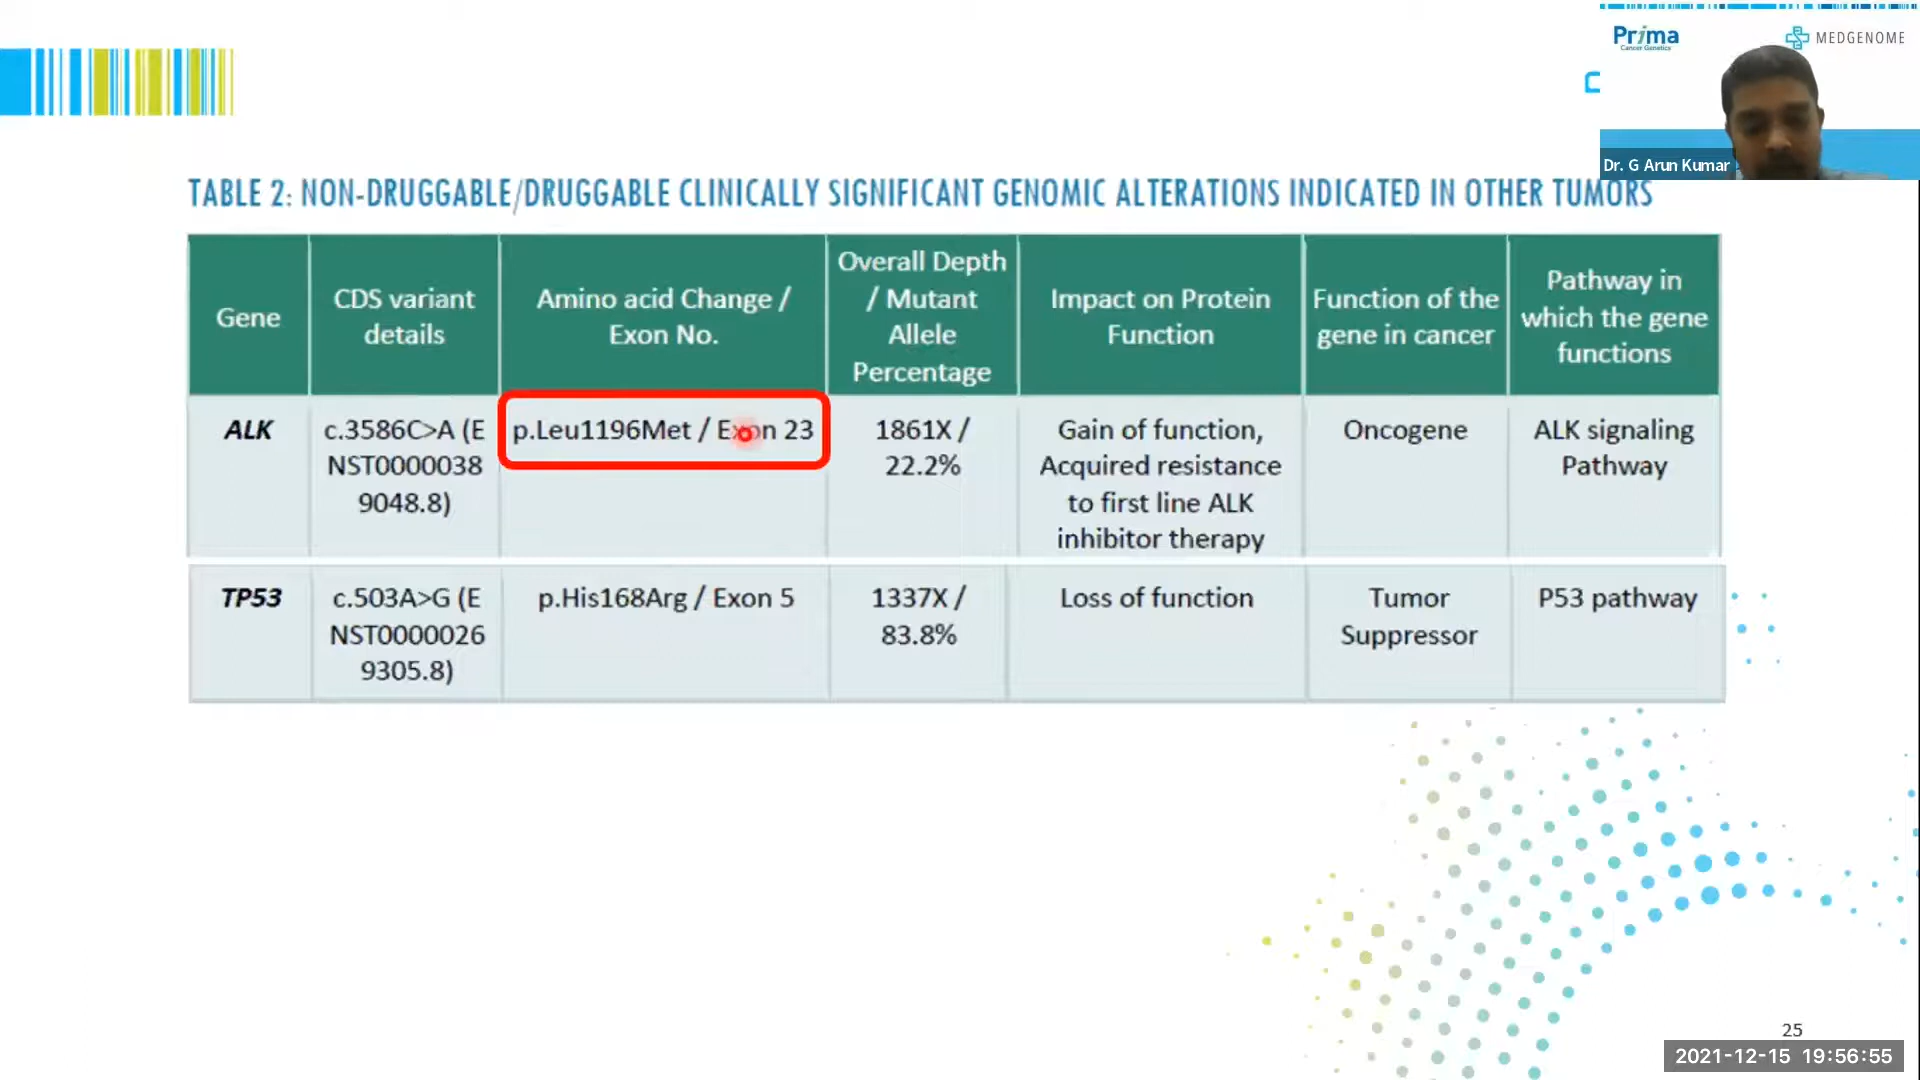 Prima
Cancer Genetics
MEDGENOME
Dr. G Arun Kumar
TABLE 2: NON-DRUGGABLE/DRUGGABLE CLINICALLY SIGNIFICANT GENOMIC ALTERATIONS INDICATED IN OTHER TUMORS
Gene
CDS variant
details
Amino acid Change /
Exon No.
Overall Depth
/ Mutant
Allele
Percentage
Impact on Protein
Function
Function of the
gene in cancer
Pathway in
which the gene
functions
ALK
c.3586C>A (E
NST0000038
9048.8)
p.Leu1196Met / Exon 23
1861X /
22.2%
Gain of function,
Acquired resistance
to first line ALK
inhibitor therapy
Oncogene
ALK signaling
Pathway
TP53
c.503A>G (E
NST0000026
9305.8)
p.His168Arg / Exon 5
1337X /
83.8%
Loss of function
Tumor
Suppressor
P53 pathway
25
2021-12-15 19:56:55